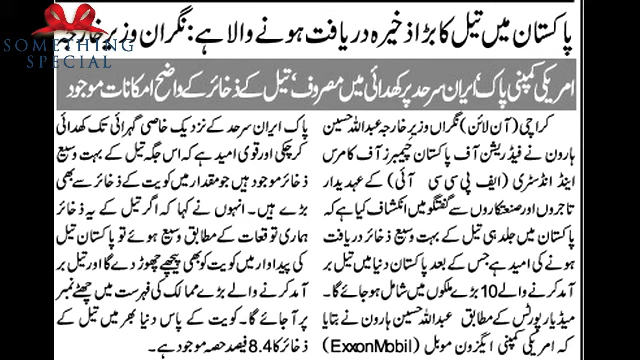 SOMETHING
SPECIAL
پاکستان میں تیل کا بڑا ذخیرہ دریافت ہونے والا ہے: نگران وزیر خارجہ
امریکی کمپنی پاک، ایران سرحد پر کھدائی میں مصروف، تیل کے ذخائر کے واضح امکانات موجود
کراچی (آن لائن) نگراں وزیر خارجہ عبداللہ حسین
ہارون نے فیڈریشن آف پاکستان چیمبرز آف کامرس
اینڈ انڈسٹری (ایف پی سی سی آئی) کے عہدیدار
تاجروں اور صنعتکاروں سے گفتگو میں انکشاف کیا ہے کہ
پاکستان میں جلد ہی تیل کے بہت وسیع ذخائر دریافت
ہونے کی امید ہے جس کے بعد پاکستان دنیا میں تیل بر
آمد کرنے والے 10 بڑے ملکوں میں شامل ہو جائے گا۔
میڈیا رپورٹس کے مطابق عبداللہ حسین ہارون نے بتایا
کہ امریکی کمپنی ایگزون موبل (ExxonMobil)
پاک ایران سرحد کے نزدیک خاصی گہرائی تک کھدائی
کر چکی اور قوی امید ہے کہ اس جگہ تیل کے بہت وسیع
ذخائر موجود ہیں جو مقدار میں کویت کے ذخائر سے بھی
بڑے ہیں۔ انہوں نے کہا کہ اگر تیل کے یہ ذخائر
ہماری توقعات کے مطابق وسیع ہوئے تو پاکستان تیل
کی پیداوار میں کویت کو بھی پیچھے چھوڑ دے گا اور تیل بر
آمد کرنے والے بڑے ممالک کی فہرست میں چھٹے نمبر
پر آ جائے گا۔ کویت کے پاس دنیا بھر میں تیل کے
ذخائر کا 8.4 فیصد حصہ موجود ہے۔